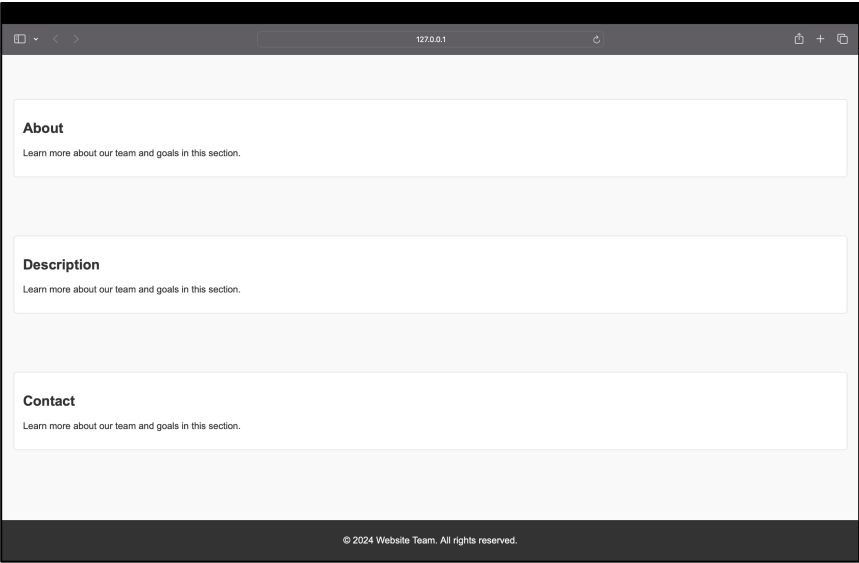 127.0.0.1
About
Learn more about our team and goals in this section.
Description
Learn more about our team and goals in this section.
Contact
Learn more about our team and goals in this section.
© 2024 Website Team. All rights reserved.